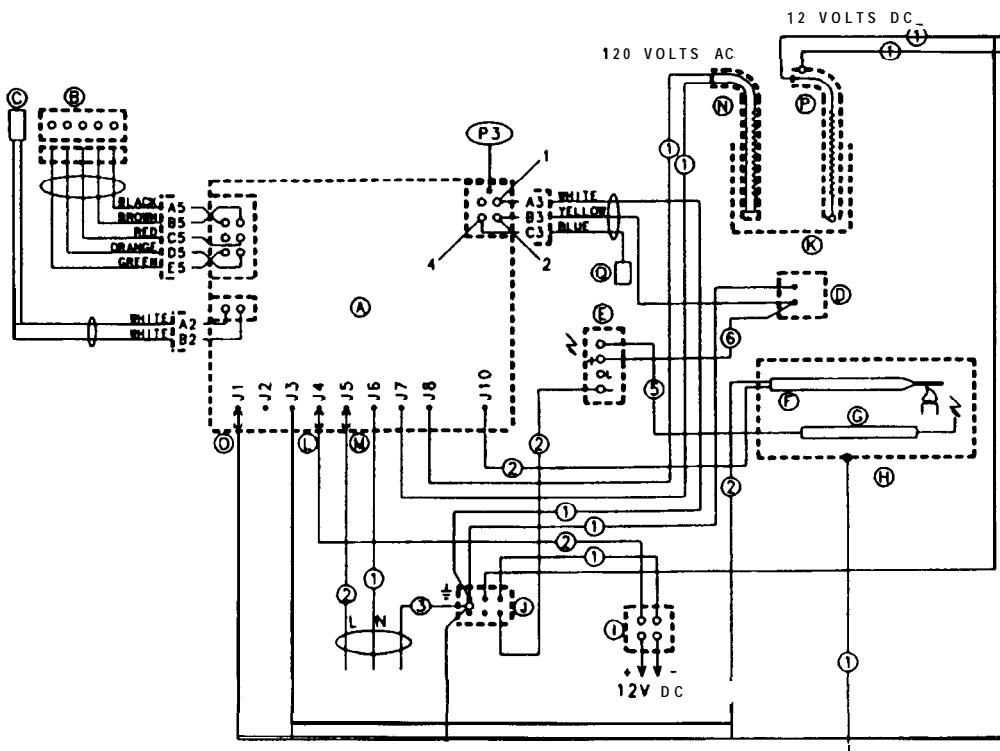 12 VOLTS DC
1
1
120 VOLTS AC
C
B
N
P
P3
1
1
1
BLACK
BROWN
RED
ORANGE
GREEN
A5
B5
C5
D5
E5
A3
B3
C3
WHITE
YELLOW
BLUE
4
2
Q
K
D
A
E
6
WHITE
WHITE
A2
B2
5
F
G
H
J1
J2
J3
J4
J5
J6
J7
J8
J10
O
L
M
2
2
2
1
1
2
1
1
2
3
J
L N
I
+ -
12V DC
1